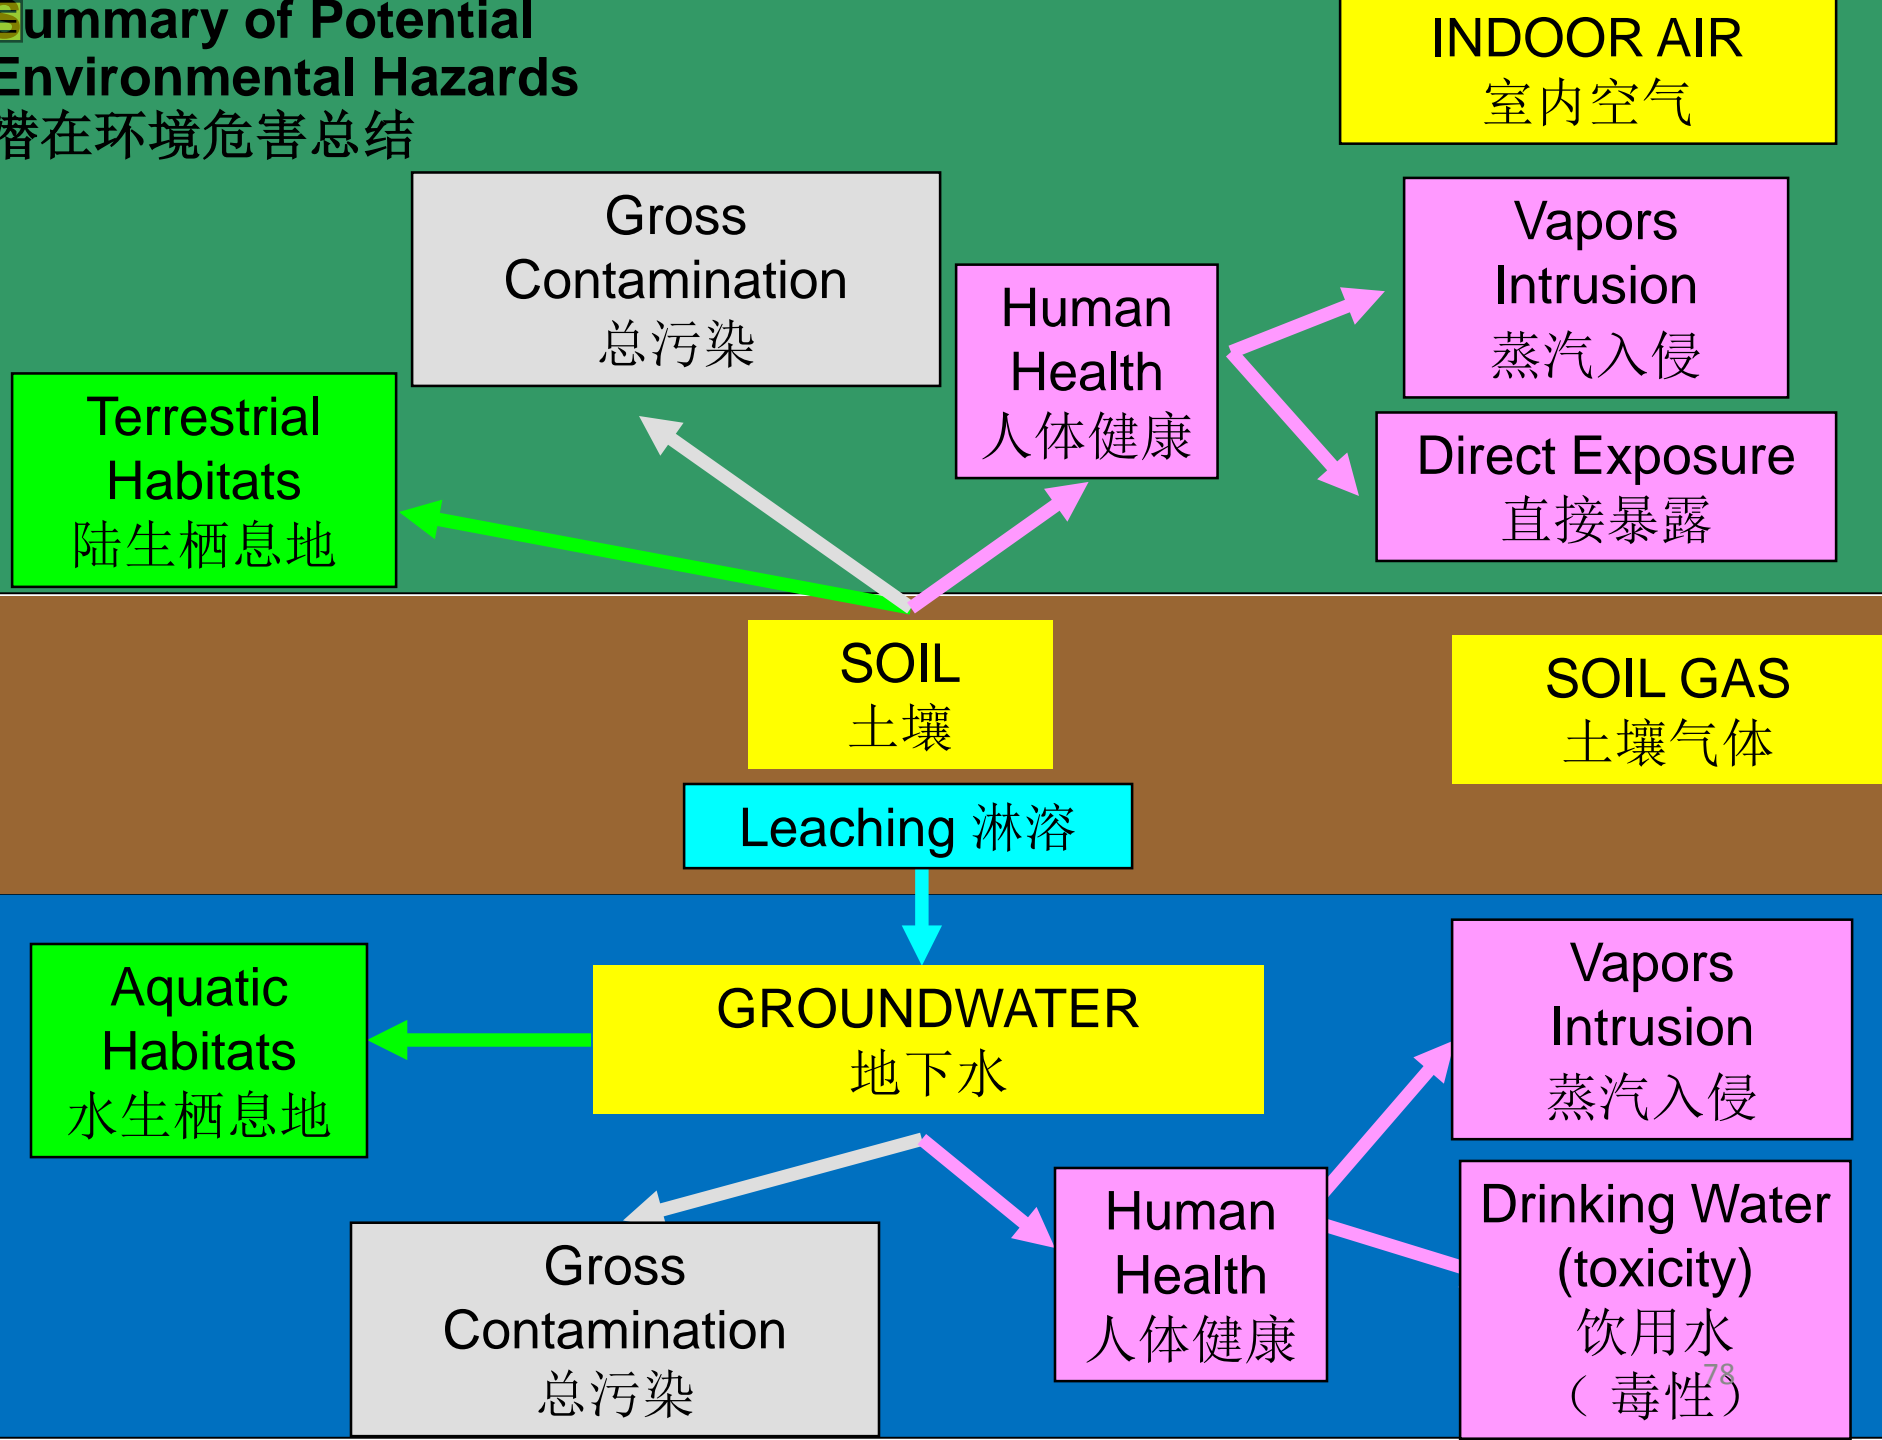 Summary of Potential
Environmental Hazards
潜在环境危害总结
INDOOR AIR
室内空气
Gross
Contamination
总污染
Human
Health
人体健康
Vapors
Intrusion
蒸汽入侵
Direct Exposure
直接暴露
Terrestrial
Habitats
陆生栖息地
SOIL
土壤
SOIL GAS
土壤气体
Leaching 淋溶
Aquatic
Habitats
水生栖息地
GROUNDWATER
地下水
Vapors
Intrusion
蒸汽入侵
Gross
Contamination
总污染
Human
Health
人体健康
Drinking Water
(toxicity)
饮用水
（ 毒性）
78